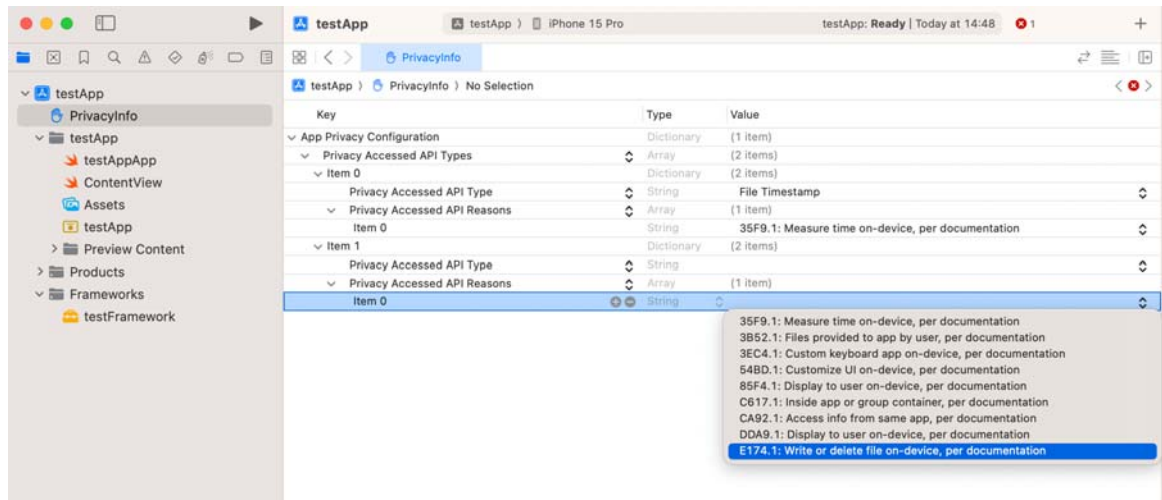 testApp
testApp 〉 iPhone 15 Pro
testApp: Ready | Today at 14:48
1
PrivacyInfo
testApp
PrivacyInfo
testApp
testAppApp
ContentView
Assets
testApp
Preview Content
Products
Frameworks
testFramework
testApp 〉 PrivacyInfo 〉 No Selection
Key Type Value
App Privacy Configuration Dictionary (1 item)
Privacy Accessed API Types Array (2 items)
Item 0 Dictionary (2 items)
Privacy Accessed API Type String File Timestamp
Privacy Accessed API Reasons Array (1 item)
Item 0 String 35F9.1: Measure time on-device, per documentation
Item 1 Dictionary (2 items)
Privacy Accessed API Type String
Privacy Accessed API Reasons Array (1 item)
Item 0 String
35F9.1: Measure time on-device, per documentation
3B52.1: Files provided to app by user, per documentation
3EC4.1: Custom keyboard app on-device, per documentation
54BD.1: Customize UI on-device, per documentation
85F4.1: Display to user on-device, per documentation
C617.1: Inside app or group container, per documentation
CA92.1: Access info from same app, per documentation
DDA9.1: Display to user on-device, per documentation
E174.1: Write or delete file on-device, per documentation